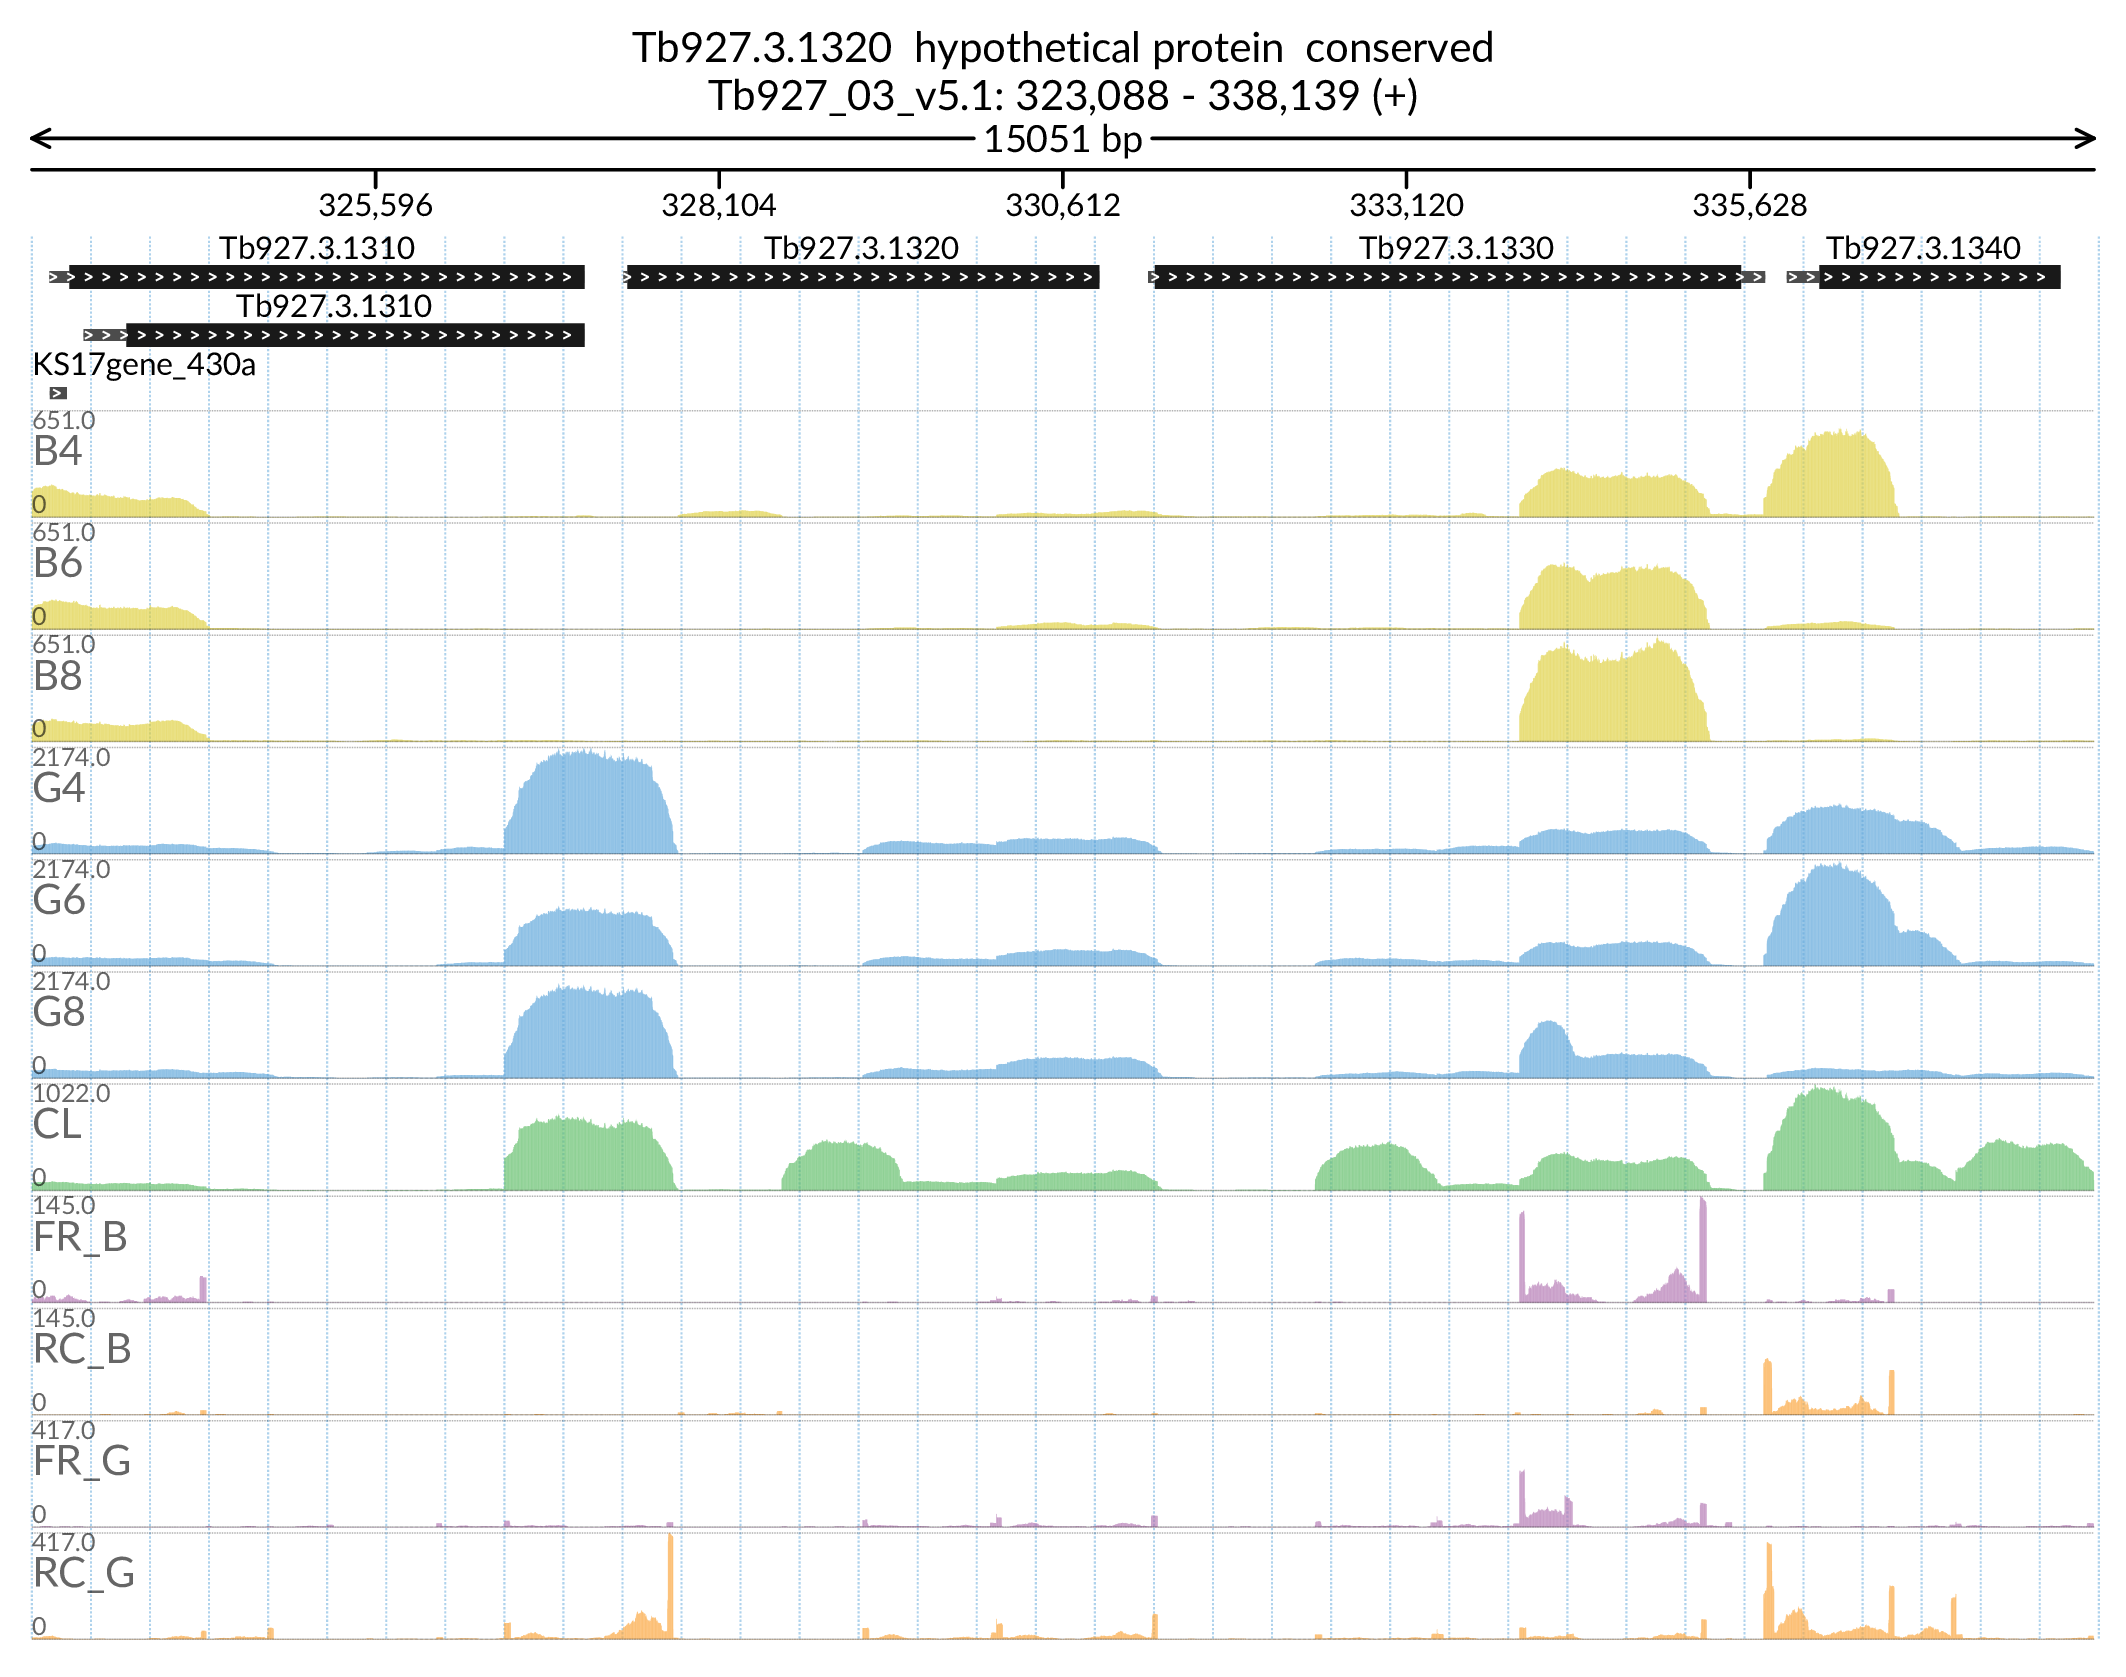 Tb927.3.1320  hypothetical protein  conserved
Tb927_03_v5.1: 323,088 - 338,139 (+)
15051 bp
325,596 328,104 330,612 333,120 335,628
Tb927.3.1310 Tb927.3.1320 Tb927.3.1330 Tb927.3.1340
Tb927.3.1310
KS17gene_430a
651.0
B4
0
651.0
B6
0
651.0
B8
0
2174.0
G4
0
2174.0
G6
0
2174.0
G8
0
1022.0
CL
0
145.0
FR_B
0
145.0
RC_B
0
417.0
FR_G
0
417.0
RC_G
0